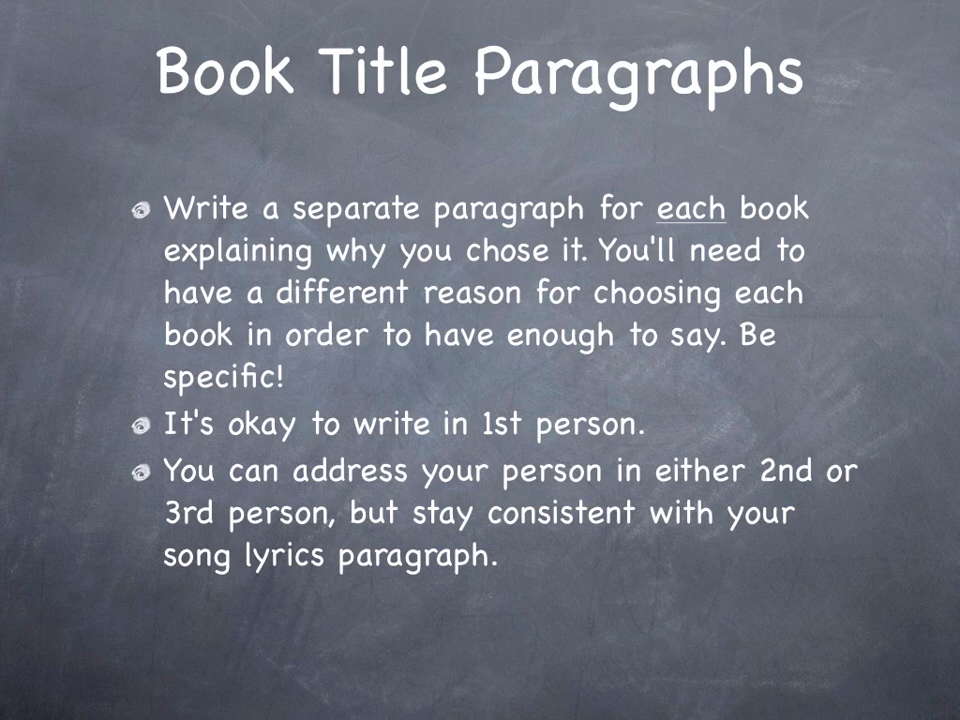 Book Title Paragraphs
Write a separate paragraph for each book
explaining why you chose it. You'll need to
have a different reason for choosing each
book in order to have enough to say. Be
specific!
It's okay to write in 1st person.
You can address your person in either 2nd or
3rd person, but stay consistent with your
song lyrics paragraph.